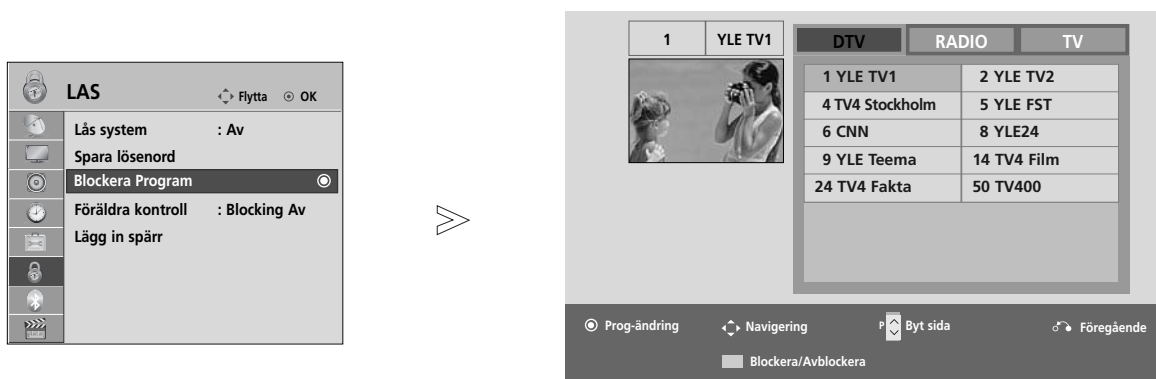 LAS
Flytta OK
Lås system : Av
Spara lösenord
Blockera Program
Föräldra kontroll : Blocking Av
Lägg in spärr
1 YLE TV1
DTV RADIO TV
1 YLE TV1 2 YLE TV2
4 TV4 Stockholm 5 YLE FST
6 CNN 8 YLE24
9 YLE Teema 14 TV4 Film
24 TV4 Fakta 50 TV400
Prog-ändring Navigering P Byt sida Föregående
Blockera/Avblockera